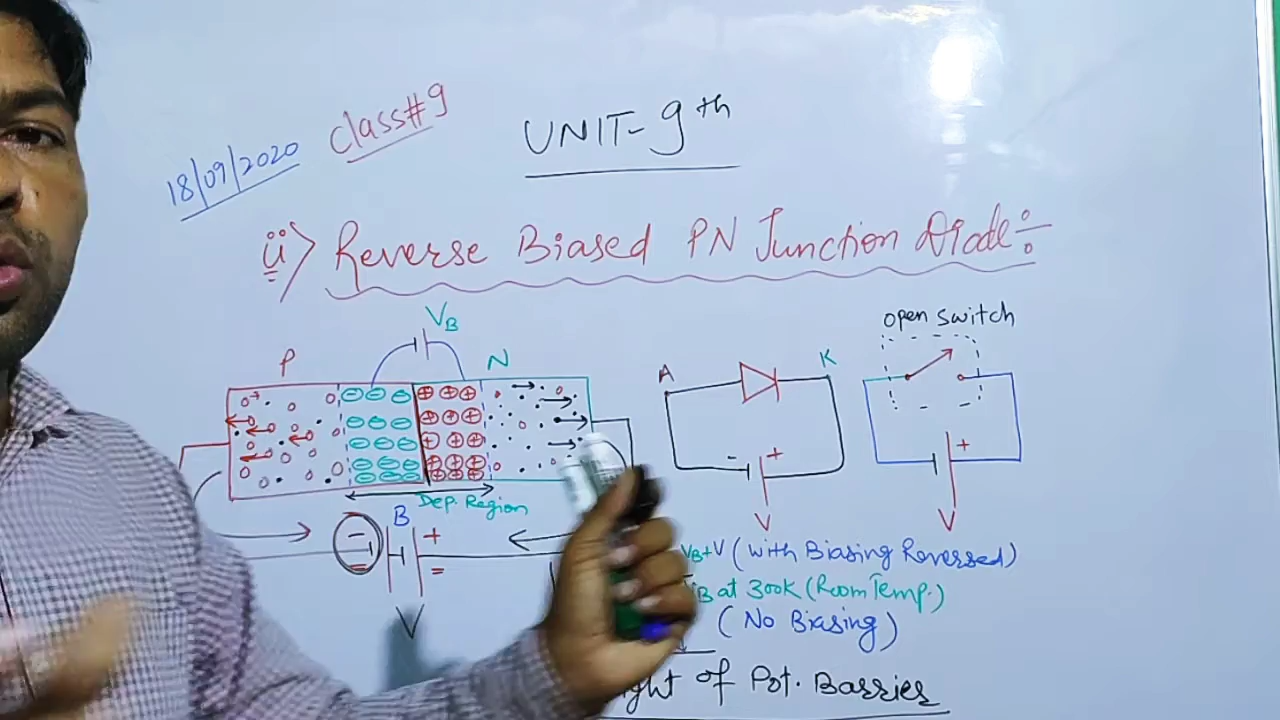 18/09/2020 Class#9 UNIT-9th
ii> Reverse Biased PN Junction Diode÷
VB
P N
A K
open switch
- +
+
Dep. Region
B
- +
V
V
V
VB+V (with Biasing Reversed)
B at 300K (Room Temp.)
(No Biasing)
of Pot. Barrier